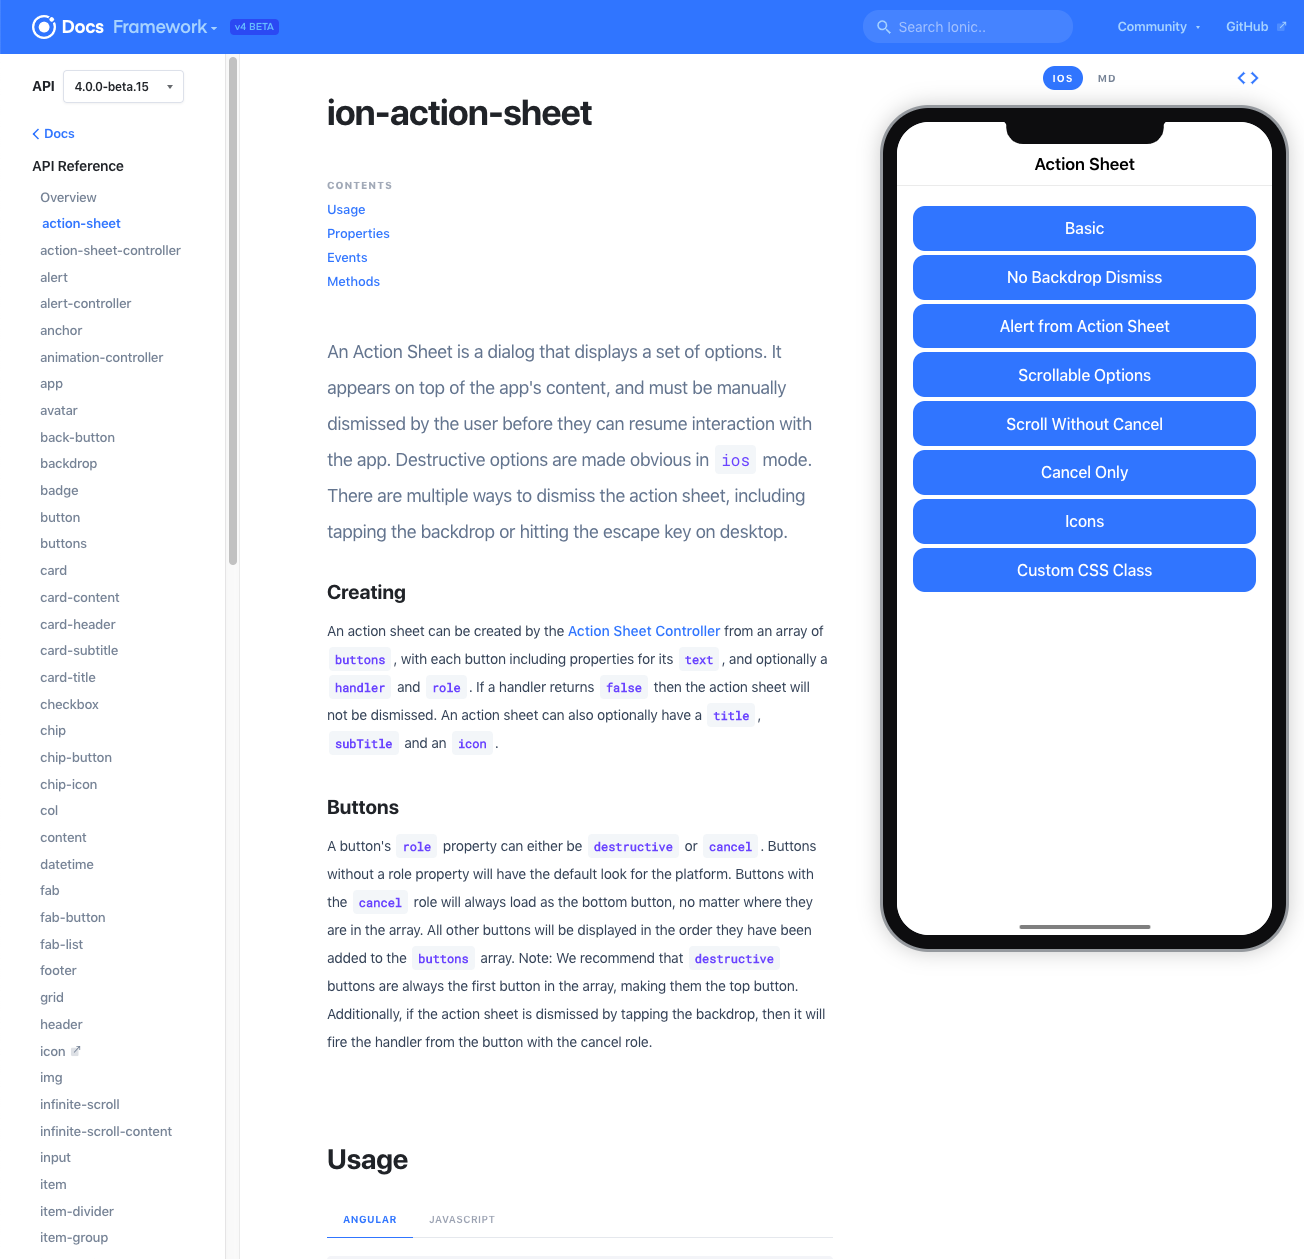 Docs Framework v4 BETA
Search Ionic..
Community
GitHub
API 4.0.0-beta.15
Docs
API Reference
Overview
action-sheet
action-sheet-controller
alert
alert-controller
anchor
animation-controller
app
avatar
back-button
backdrop
badge
button
buttons
card
card-content
card-header
card-subtitle
card-title
checkbox
chip
chip-button
chip-icon
col
content
datetime
fab
fab-button
fab-list
footer
grid
header
icon
img
infinite-scroll
infinite-scroll-content
input
item
item-divider
item-group
ion-action-sheet
CONTENTS
Usage
Properties
Events
Methods
An Action Sheet is a dialog that displays a set of options. It
appears on top of the app's content, and must be manually
dismissed by the user before they can resume interaction with
the app. Destructive options are made obvious in ios mode.
There are multiple ways to dismiss the action sheet, including
tapping the backdrop or hitting the escape key on desktop.
Creating
An action sheet can be created by the Action Sheet Controller from an array of
buttons , with each button including properties for its text , and optionally a
handler and role . If a handler returns false then the action sheet will
not be dismissed. An action sheet can also optionally have a title ,
subTitle and an icon .
Buttons
A button's role property can either be destructive or cancel . Buttons
without a role property will have the default look for the platform. Buttons with
the cancel role will always load as the bottom button, no matter where they
are in the array. All other buttons will be displayed in the order they have been
added to the buttons array. Note: We recommend that destructive
buttons are always the first button in the array, making them the top button.
Additionally, if the action sheet is dismissed by tapping the backdrop, then it will
fire the handler from the button with the cancel role.
Usage
ANGULAR JAVASCRIPT
IOS MD
Action Sheet
Basic
No Backdrop Dismiss
Alert from Action Sheet
Scrollable Options
Scroll Without Cancel
Cancel Only
Icons
Custom CSS Class